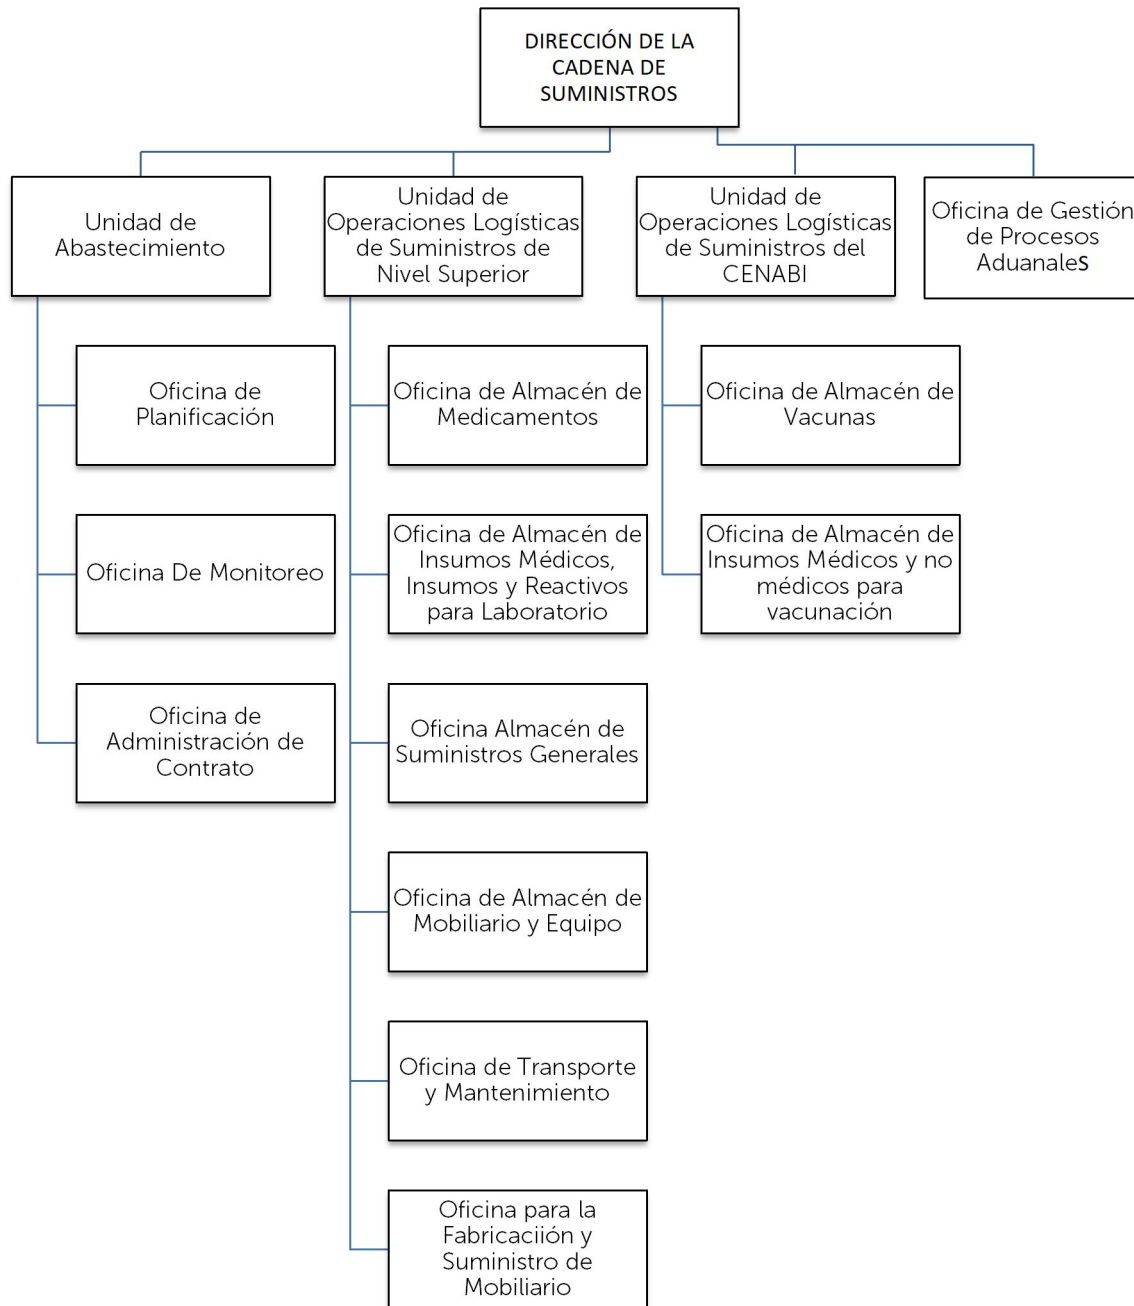 DIRECCIÓN DE LA
CADENA DE
SUMINISTROS
Unidad de
Abastecimiento
Unidad de
Operaciones Logísticas
de Suministros de
Nivel Superior
Unidad de
Operaciones Logísticas
de Suministros del
CENABI
Oficina de Gestión
de Procesos
Aduanales
Oficina de
Planificación
Oficina De Monitoreo
Oficina de
Administración de
Contrato
Oficina de Almacén de
Medicamentos
Oficina de Almacén de
Insumos Médicos,
Insumos y Reactivos
para Laboratorio
Oficina Almacén de
Suministros Generales
Oficina de Almacén de
Mobiliario y Equipo
Oficina de Transporte
y Mantenimiento
Oficina para la
Fabricaciión y
Suministro de
Mobiliario
Oficina de Almacén de
Vacunas
Oficina de Almacén de
Insumos Médicos y no
médicos para
vacunación